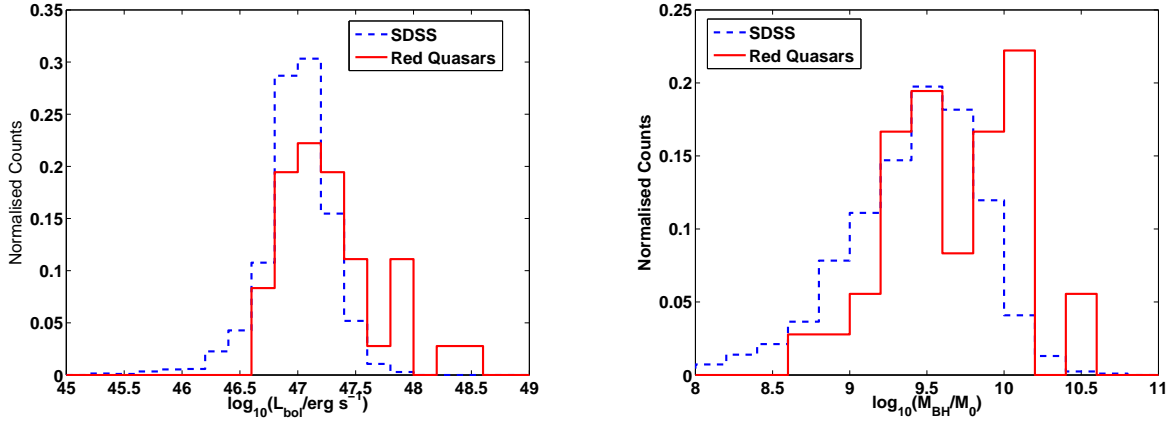 0.35
0.3
0.25
0.2
0.15
0.1
0.05
0
Normalised Counts
SDSS
Red Quasars
45 45.5 46 46.5 47 47.5 48 48.5 49
log10(Lbol/erg s−1)
0.25
0.2
0.15
0.1
0.05
0
Normalised Counts
SDSS
Red Quasars
8 8.5 9 9.5 10 10.5 11
log10(MBH/M0)